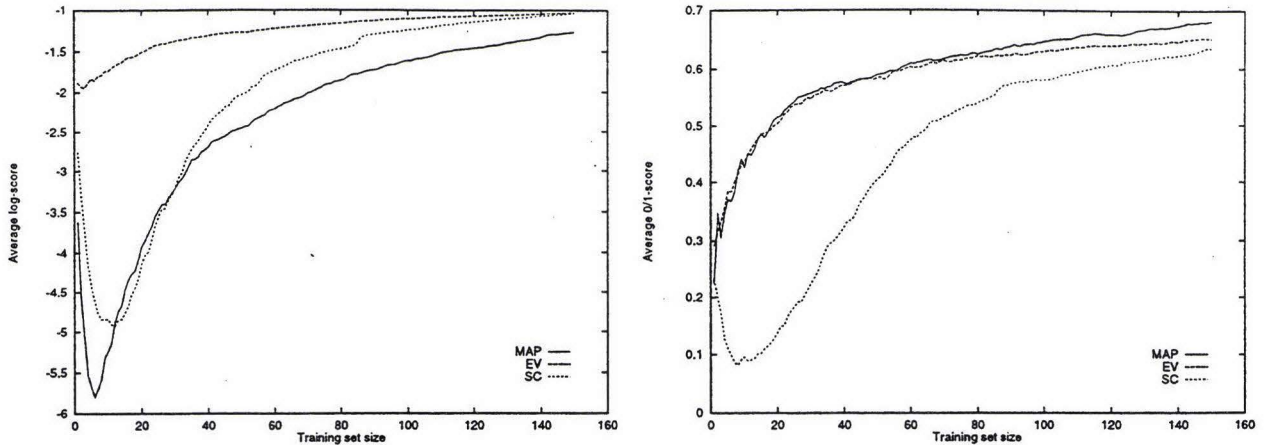 -1
-1.5
-2
-2.5
-3
-3.5
-4
-4.5
-5
-5.5
-6
0 20 40 60 80 100 120 140 160
Average log-score
Training set size
MAP
EV
SC
0.7
0.6
0.5
0.4
0.3
0.2
0.1
0
0 20 40 60 80 100 120 140 160
Average 0/1-score
Training set size
MAP
EV
SC